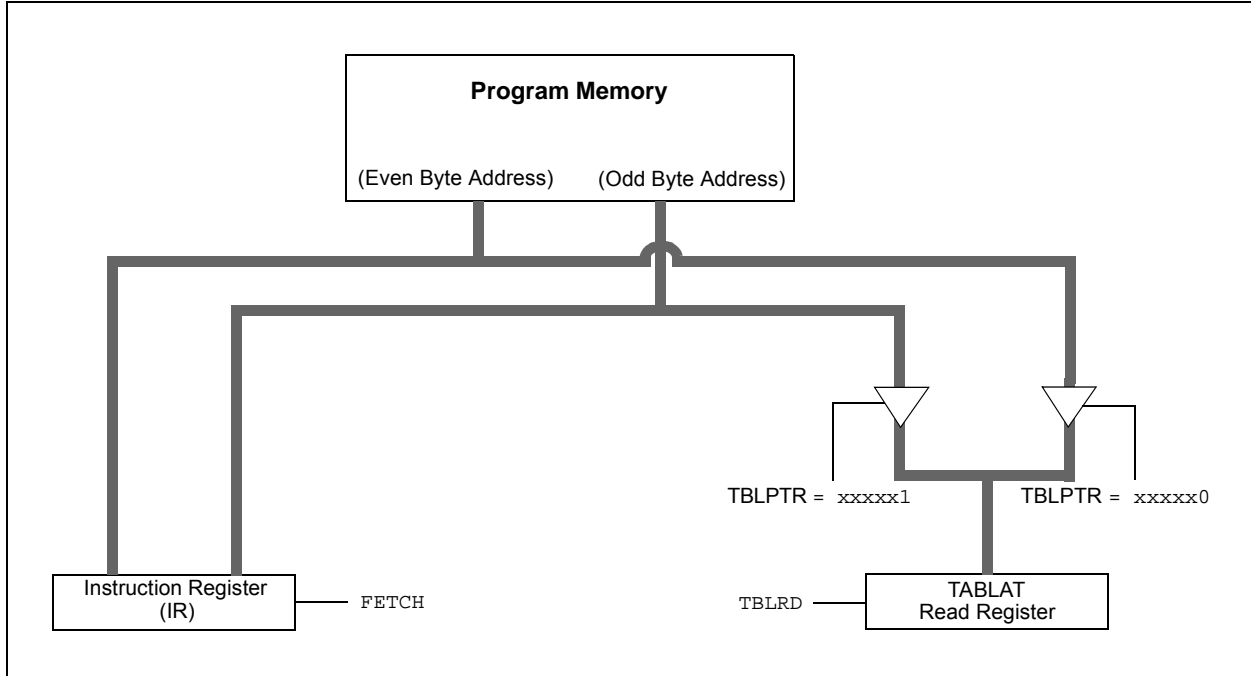 Program Memory
(Even Byte Address) (Odd Byte Address)
TBLPTR = xxxxx1 TBLPTR = xxxxx0
Instruction Register
(IR)
FETCH
TBLRD
TABLAT
Read Register